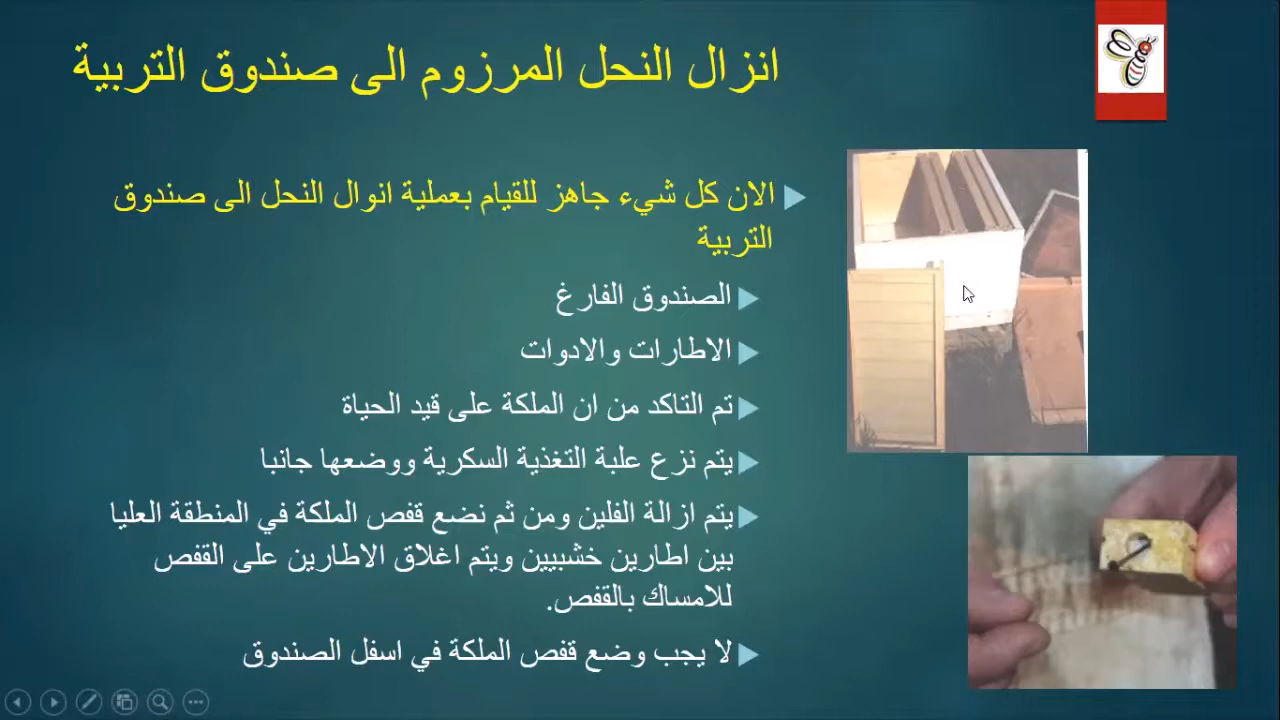 انزال النحل المرزوم الى صندوق التربية
الان كل شيء جاهز للقيام بعملية انوال النحل الى صندوق
التربية
الصندوق الفارغ
الاطارات والادوات
تم التاكد من ان الملكة على قيد الحياة
يتم نزع علبة التغذية السكرية ووضعها جانبا
يتم ازالة الفلين ومن ثم نضع قفص الملكة في المنطقة العليا
بين اطارين خشبيين ويتم اغلاق الاطارين على القفص
للامساك بالقفص.
لا يجب وضع قفص الملكة في اسفل الصندوق